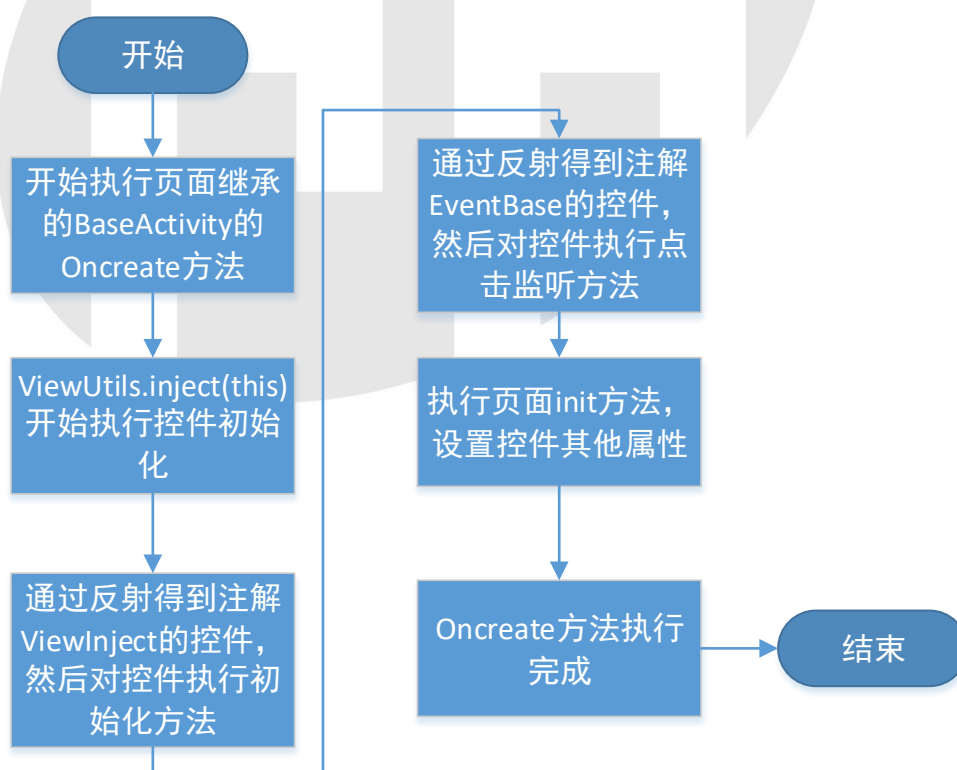 开始
开始执行页面继承
的BaseActivity的
Oncreate方法
ViewUtils.inject(this)
开始执行控件初始
化
通过反射得到注解
ViewInject的控件，
然后对控件执行初
始化方法
通过反射得到注解
EventBase的控件，
然后对控件执行点
击监听方法
执行页面init方法，
设置控件其他属性
Oncreate方法执行
完成
结束